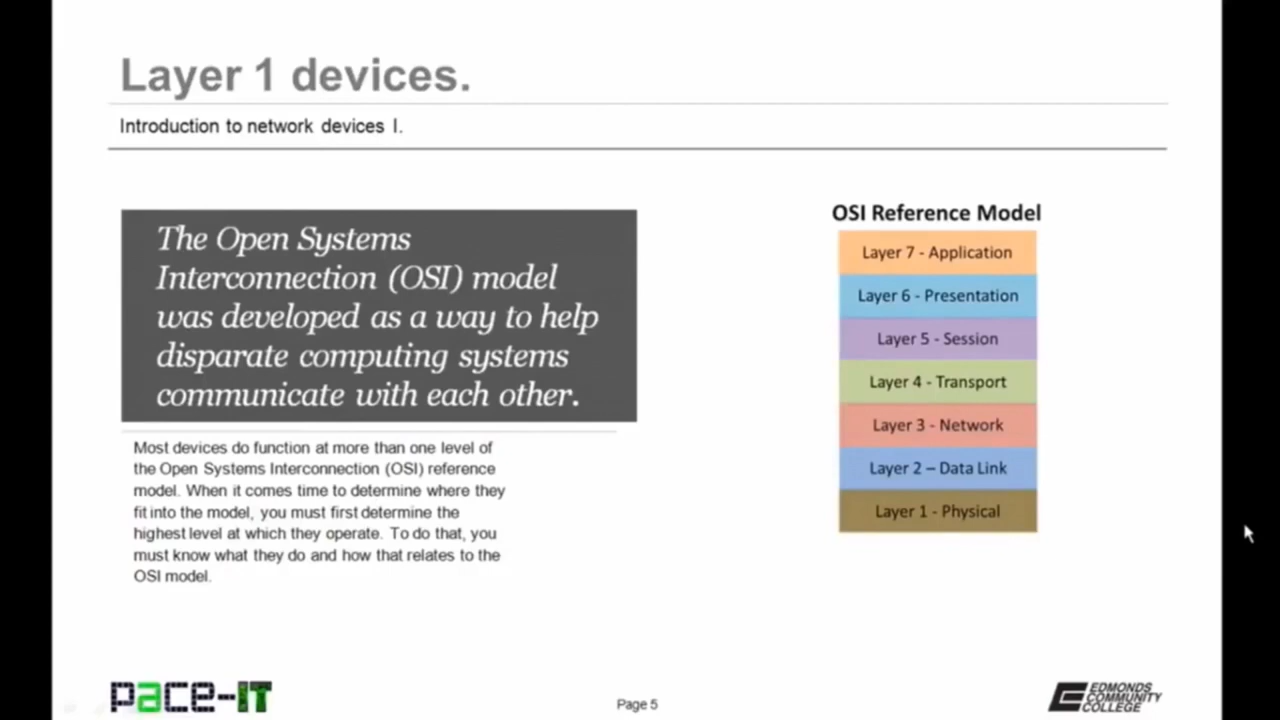 Layer 1 devices.
Introduction to network devices I.
The Open Systems
Interconnection (OSI) model
was developed as a way to help
disparate computing systems
communicate with each other.
Most devices do function at more than one level of
the Open Systems Interconnection (OSI) reference
model. When it comes time to determine where they
fit into the model, you must first determine the
highest level at which they operate. To do that, you
must know what they do and how that relates to the
OSI model.
OSI Reference Model
Layer 7 - Application
Layer 6 - Presentation
Layer 5 - Session
Layer 4 - Transport
Layer 3 - Network
Layer 2 – Data Link
Layer 1 - Physical
pace-IT
Page 5
EDMONDS
COMMUNITY
COLLEGE